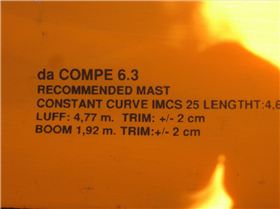 da COMPE 6.3
RECOMMENDED MAST
CONSTANT CURVE IMCS 25 LENGTHT:4,6
LUFF: 4,77 m. TRIM: +/- 2 cm
BOOM 1,92 m. TRIM:+/- 2 cm